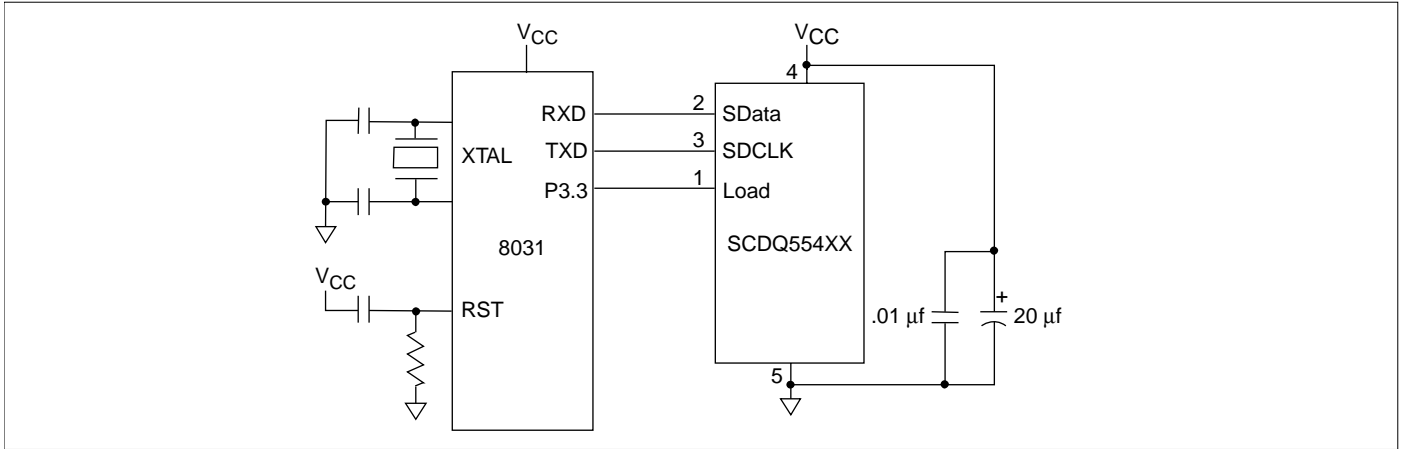 VCC
VCC
4
RXD
2
SData
XTAL
TXD
3
SDCLK
P3.3
1
Load
8031
SCDQ554XX
VCC
RST
+
.01 µf
20 µf
5